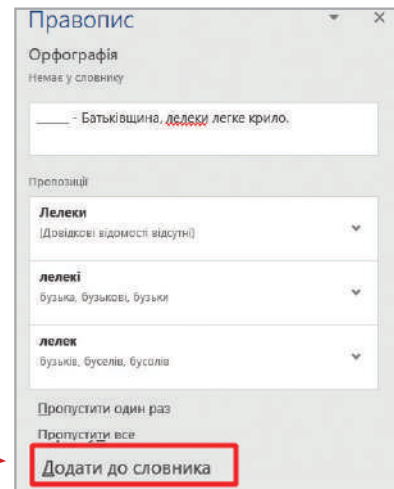 Правопис
Орфографія
Немає у словнику
_____ - Батьківщина, лелеки легке крило.
Пропозиції
Лелеки
(Довідкові відомості відсутні)
лелекі
бузька, бузькові, бузьки
лелек
бузьків, буселів, бусолів
Пропустити один раз
Пропустити все
Додати до словника